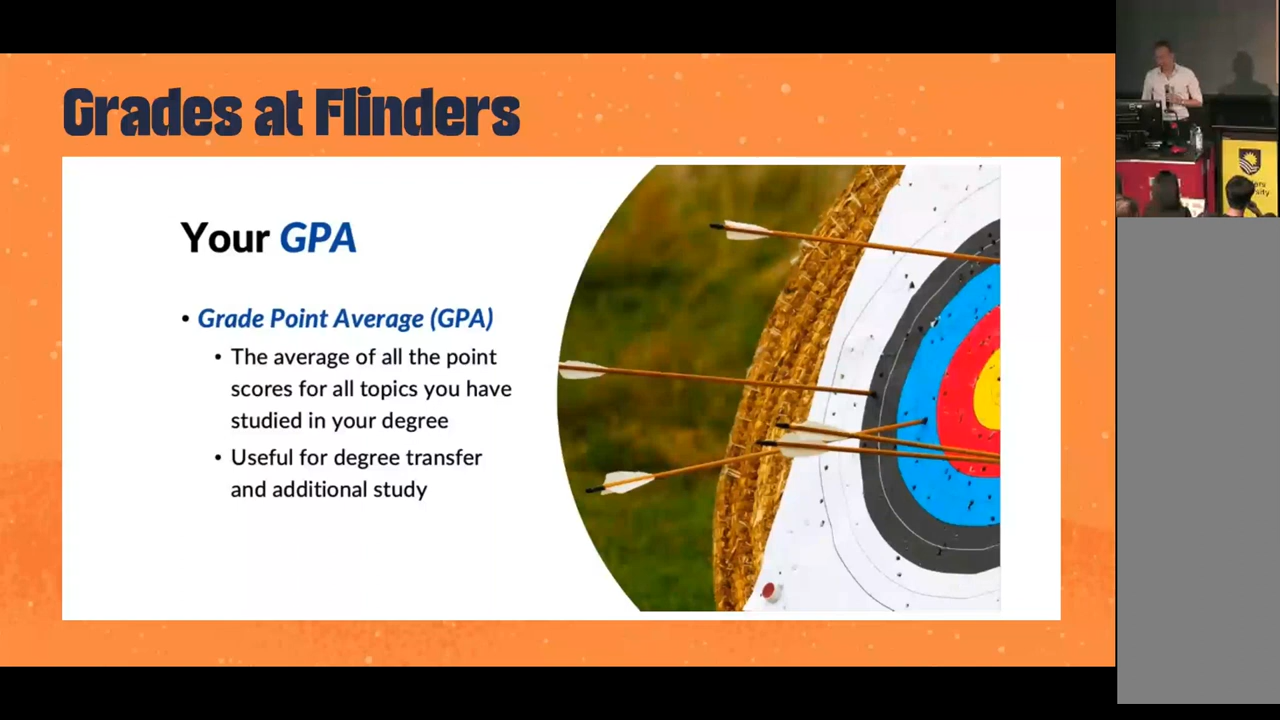 Grades at Flinders
Your GPA
• Grade Point Average (GPA)
• The average of all the point
scores for all topics you have
studied in your degree
• Useful for degree transfer
and additional study